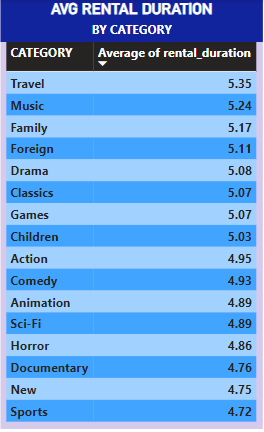 AVG RENTAL DURATION
BY CATEGORY
CATEGORY Average of rental_duration
Travel 5.35
Music 5.24
Family 5.17
Foreign 5.11
Drama 5.08
Classics 5.07
Games 5.07
Children 5.03
Action 4.95
Comedy 4.93
Animation 4.89
Sci-Fi 4.89
Horror 4.86
Documentary 4.76
New 4.75
Sports 4.72